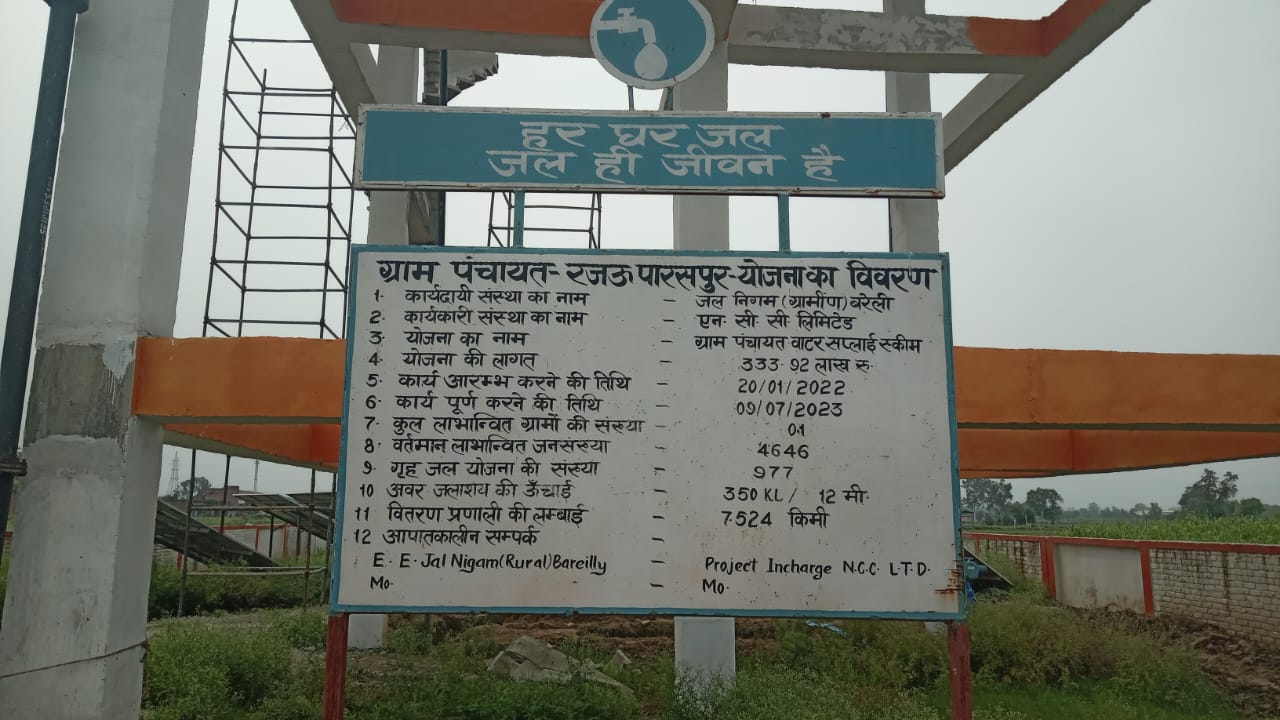 हर घर जल
जल ही जीवन है
ग्राम पंचायत- रजऊ पारसपुर-योजना का विवरण
1. कार्यदायी संस्था का नाम - जल निगम (ग्रामीण) बरेली
2. कार्यकारी संस्था का नाम - एन. सी. सी लिमिटेड
3. योजना का नाम - ग्राम पंचायत वाटर सप्लाई स्कीम
4. योजना की लागत - 333.92 लाख रु.
5. कार्य आरम्भ करने की तिथि - 20/01/2022
6. कार्य पूर्ण करने की तिथि - 09/07/2023
7. कुल लाभान्वित ग्रामों की संख्या - 01
8. वर्तमान लाभान्वित जनसंख्या - 4646
9. गृह जल योजना की संख्या - 977
10 अवर जलाशय की ऊँचाई - 350 KL / 12 मी.
11 वितरण प्रणाली की लम्बाई - 7.524 किमी
12 आपातकालीन सम्पर्क -
E. E. Jal Nigam(Rural)Bareilly - Project Incharge N.C.C. L.T.D.
Mo. - Mo.